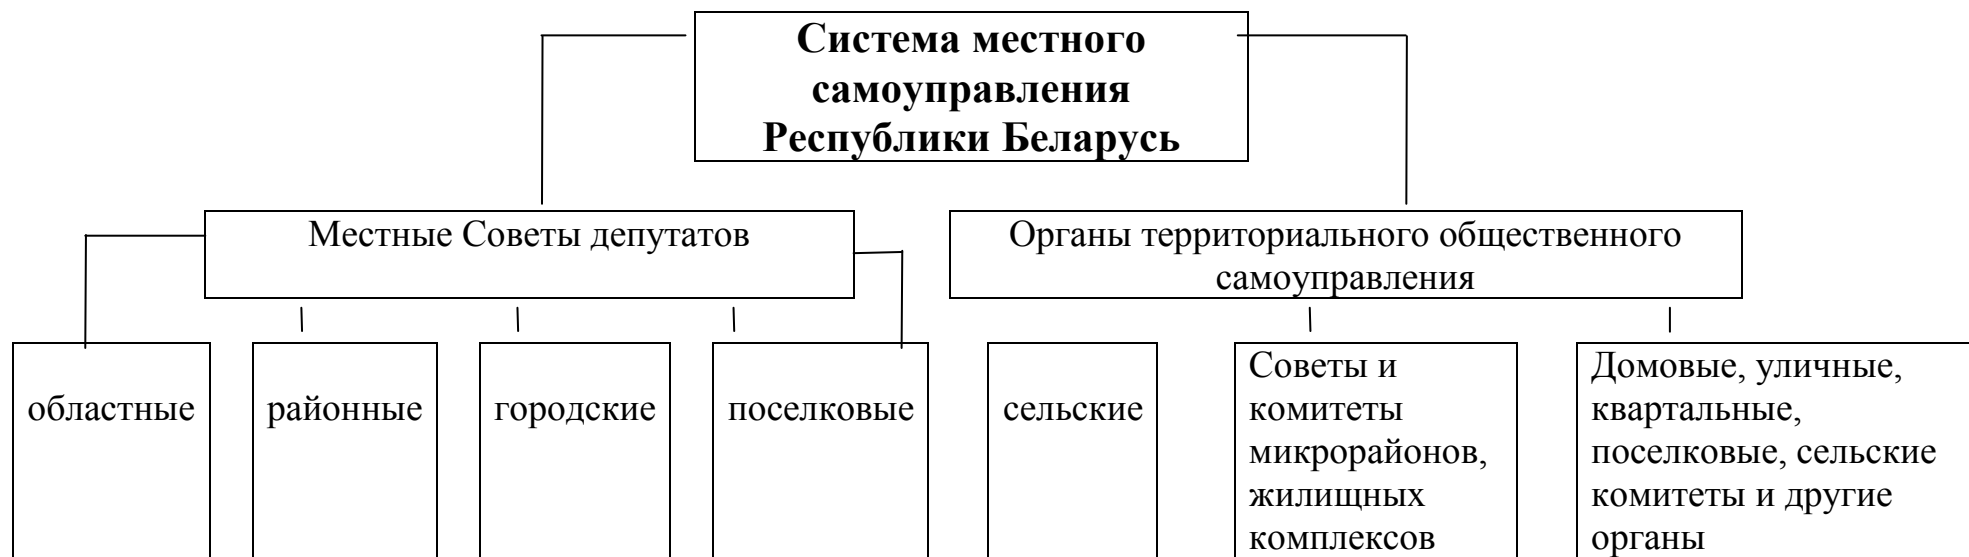 Система местного
самоуправления
Республики Беларусь
Местные Советы депутатов
Органы территориального общественного
самоуправления
областные
районные
городские
поселковые
сельские
Советы и
комитеты
микрорайонов,
жилищных
комплексов
Домовые, уличные,
квартальные,
поселковые, сельские
комитеты и другие
органы